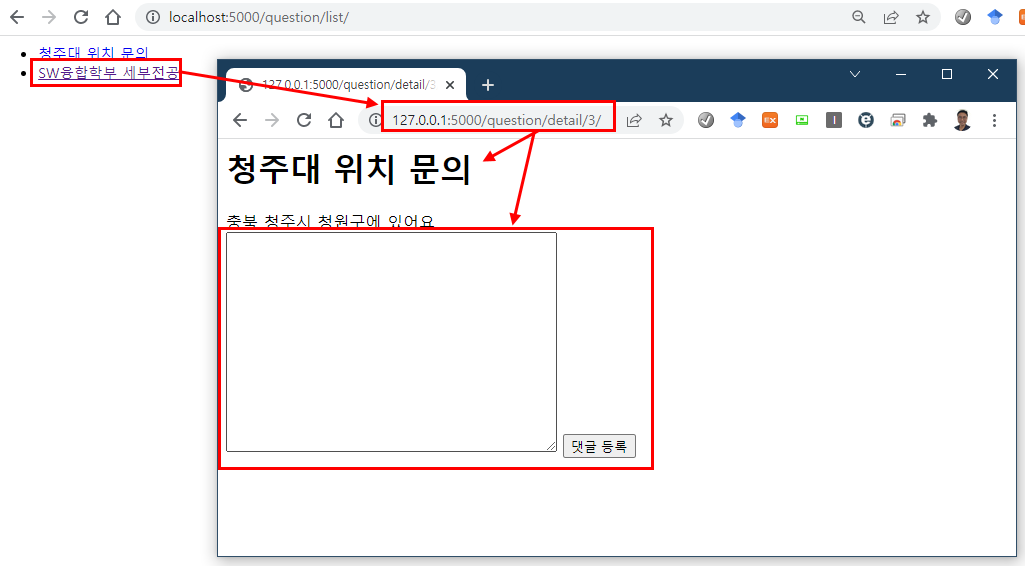 localhost:5000/question/list/
청주대 위치 문의
SW융합학부 세부전공
127.0.0.1:5000/question/detail/3
127.0.0.1:5000/question/detail/3/
EX
청주대 위치 문의
충북 청주시 청원구에 있어요
댓글 등록